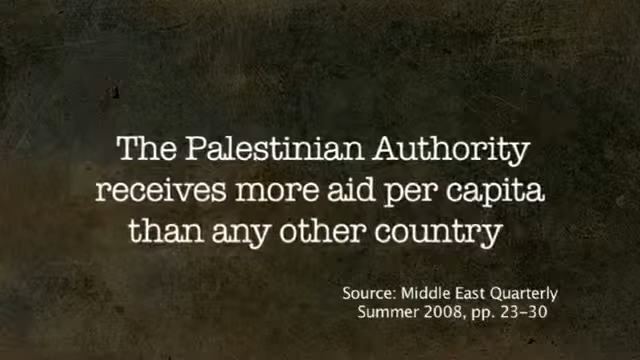 The Palestinian Authority
receives more aid per capita
than any other country
Source: Middle East Quarterly
Summer 2008, pp. 23–30